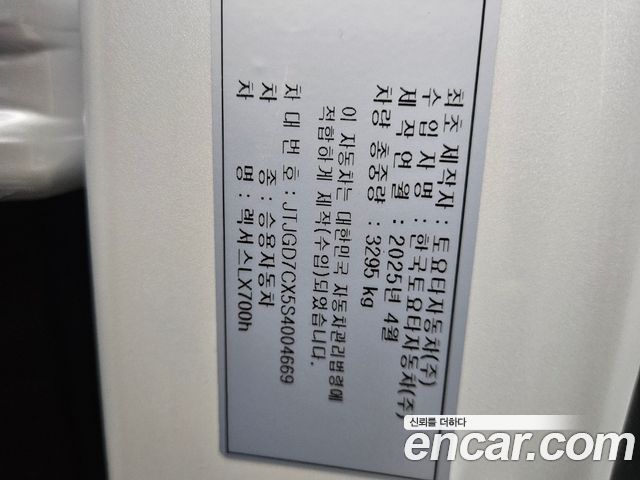 최초 제작자: 토요타자동차(주)
수 입 자 명 : 한국토요타자동차(주)
제 작 연 월 : 2025년 4월
차량 총중량 : 3295 kg
이 자동차는 대한민국 자동차관리법령에
적합하게 제작(수입)되었습니다.
차 대 번 호 : JTJGD7CX5S4004669
차 종 : 승용자동차
차 명 : 렉서스LX700h
신뢰를 더하다
encar.com